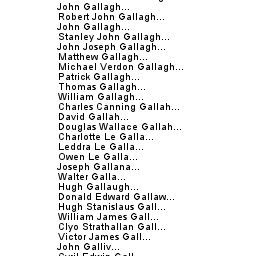 John Gallagh...
Robert John Gallagh...
John Gallagh...
Stanley John Gallagh...
John Joseph Gallagh...
Matthew Gallagh...
Michael Verdon Gallagh...
Patrick Gallagh...
Thomas Gallagh...
William Gallagh...
Charles Canning Gallah...
David Gallah...
Douglas Wallace Gallah...
Charlotte Le Galla...
Leddra Le Galla...
Owen Le Galla...
Joseph Gallana...
Walter Galla...
Hugh Gallaugh...
Donald Edward Gallaw...
Hugh Stanislaus Gall...
William James Gall...
Clyo Strathallan Gall...
Victor James Gall...
John Galliv...
Cyril Edwin Gall...